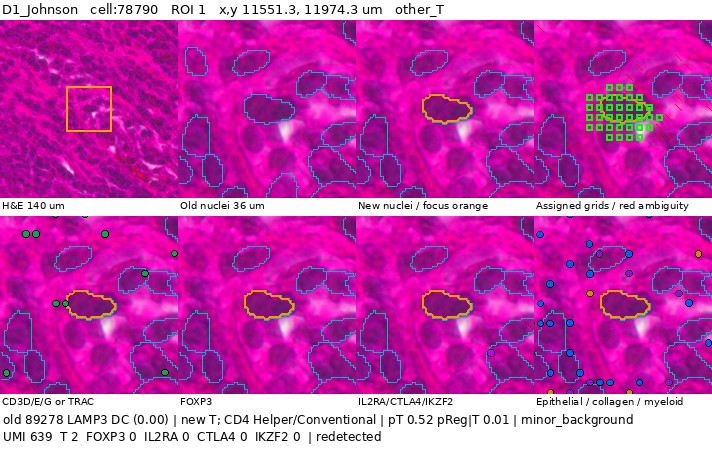 D1_Johnson cell:78790 ROI 1 x,y 11551.3, 11974.3 um other_T
H&E 140 um
Old nuclei 36 um
New nuclei / focus orange
Assigned grids / red ambiguity
CD3D/E/G or TRAC
FOXP3
IL2RA/CTLA4/IKZF2
Epithelial / collagen / myeloid
old 89278 LAMP3 DC (0.00) | new T; CD4 Helper/Conventional | pT 0.52 pReg|T 0.01 | minor_background
UMI 639 T 2 FOXP3 0 IL2RA 0 CTLA4 0 IKZF2 0 | redetected